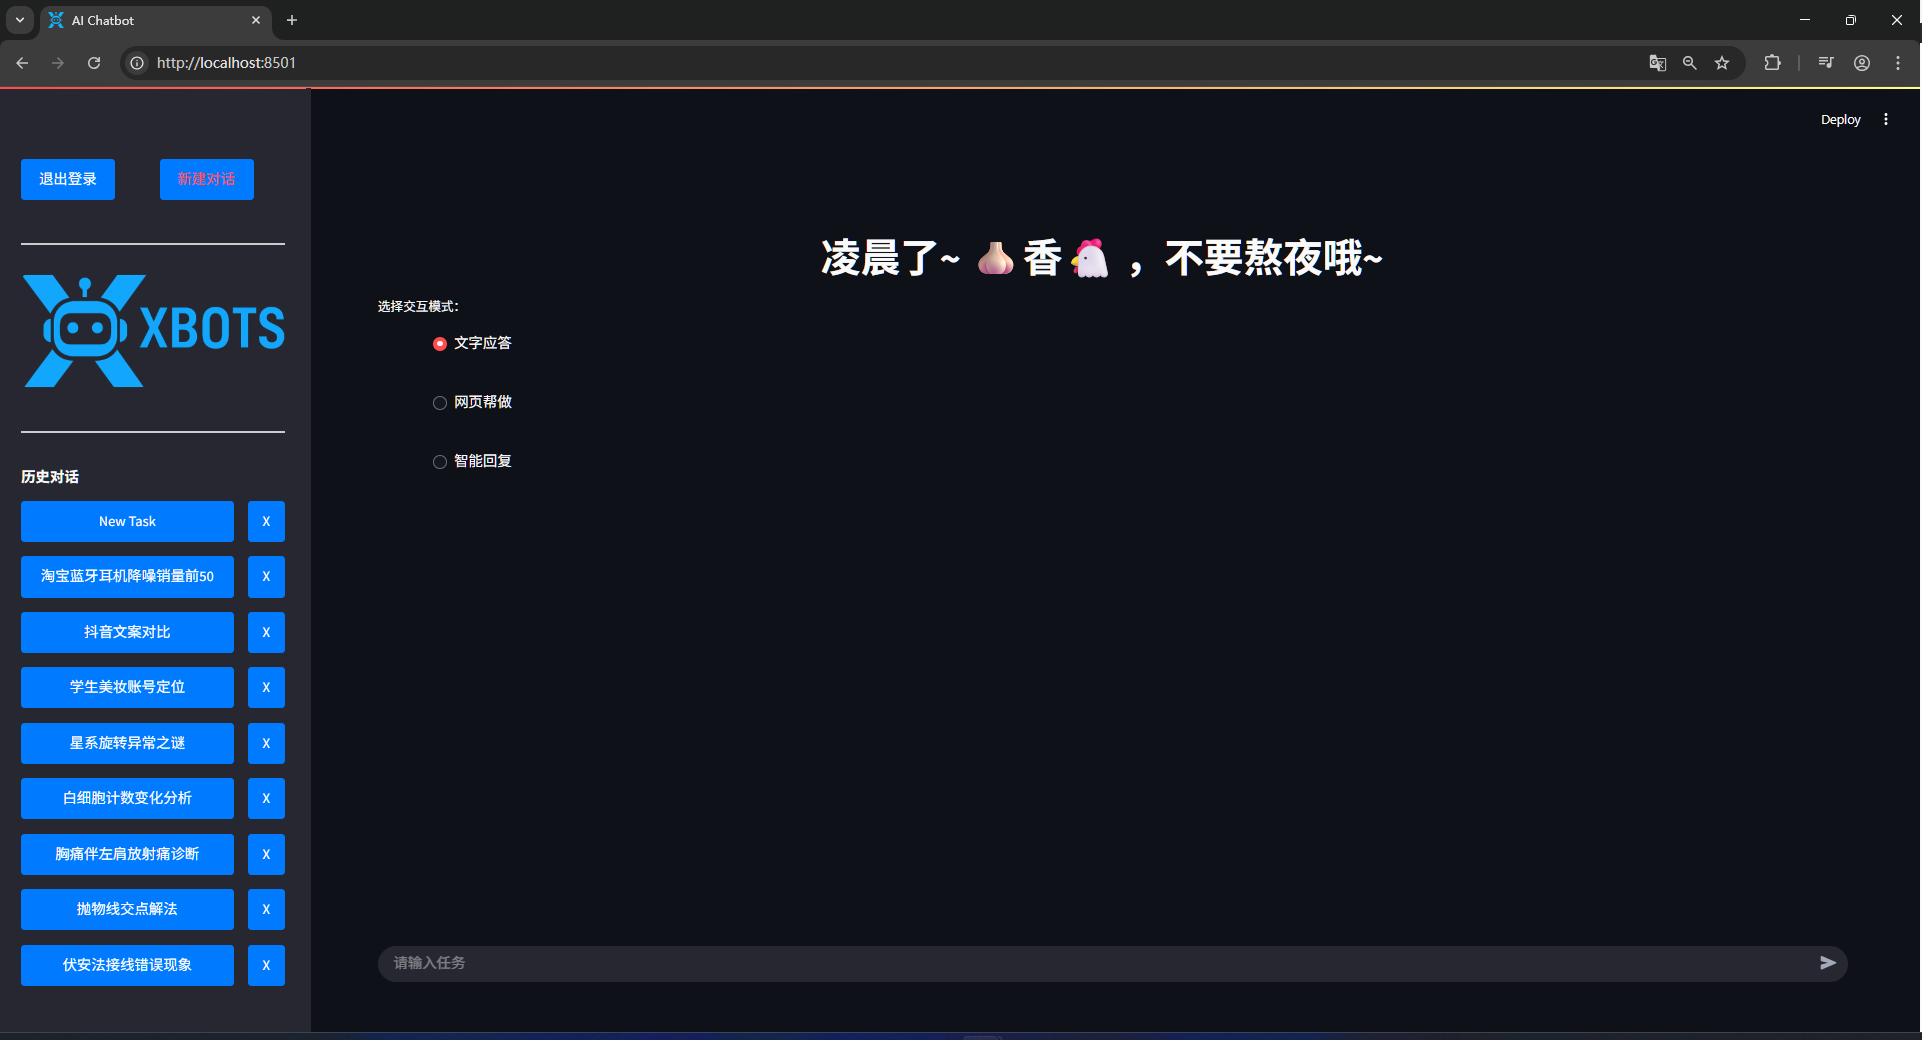 AI Chatbot
http://localhost:8501
Deploy
退出登录
新建对话
XBOTS
历史对话
New Task
X
淘宝蓝牙耳机降噪销量前50
X
抖音文案对比
X
学生美妆账号定位
X
星系旋转异常之谜
X
白细胞计数变化分析
X
胸痛伴左肩放射痛诊断
X
抛物线交点解法
X
伏安法接线错误现象
X
凌晨了~ 🧄香🐔，不要熬夜哦~
选择交互模式：
文字应答
网页帮做
智能回复
请输入任务